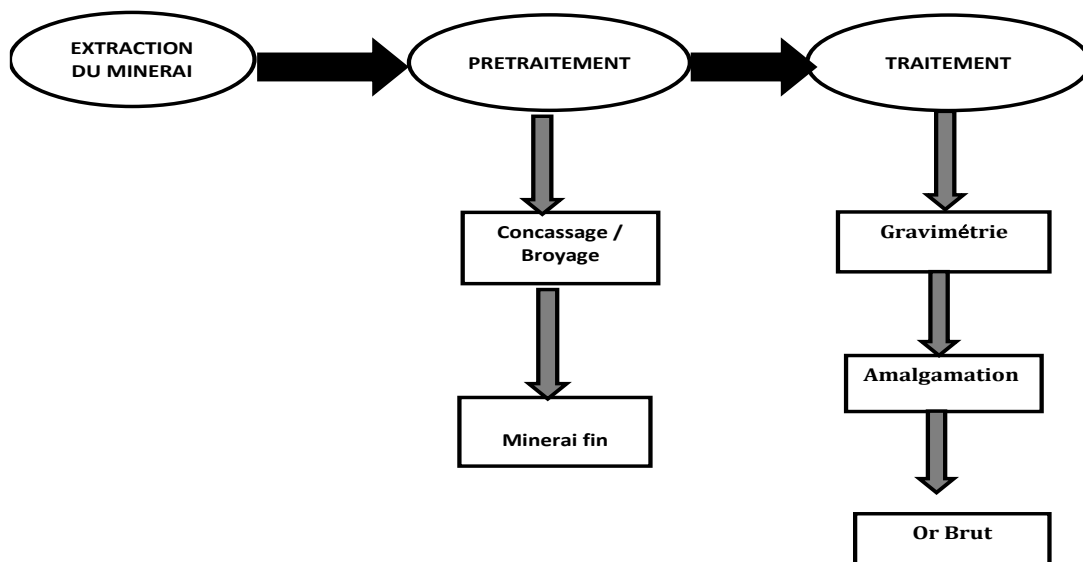 EXTRACTION
DU MINERAI
PRETRAITEMENT
TRAITEMENT
Concassage /
Broyage
Minerai fin
Gravimétrie
Amalgamation
Or Brut